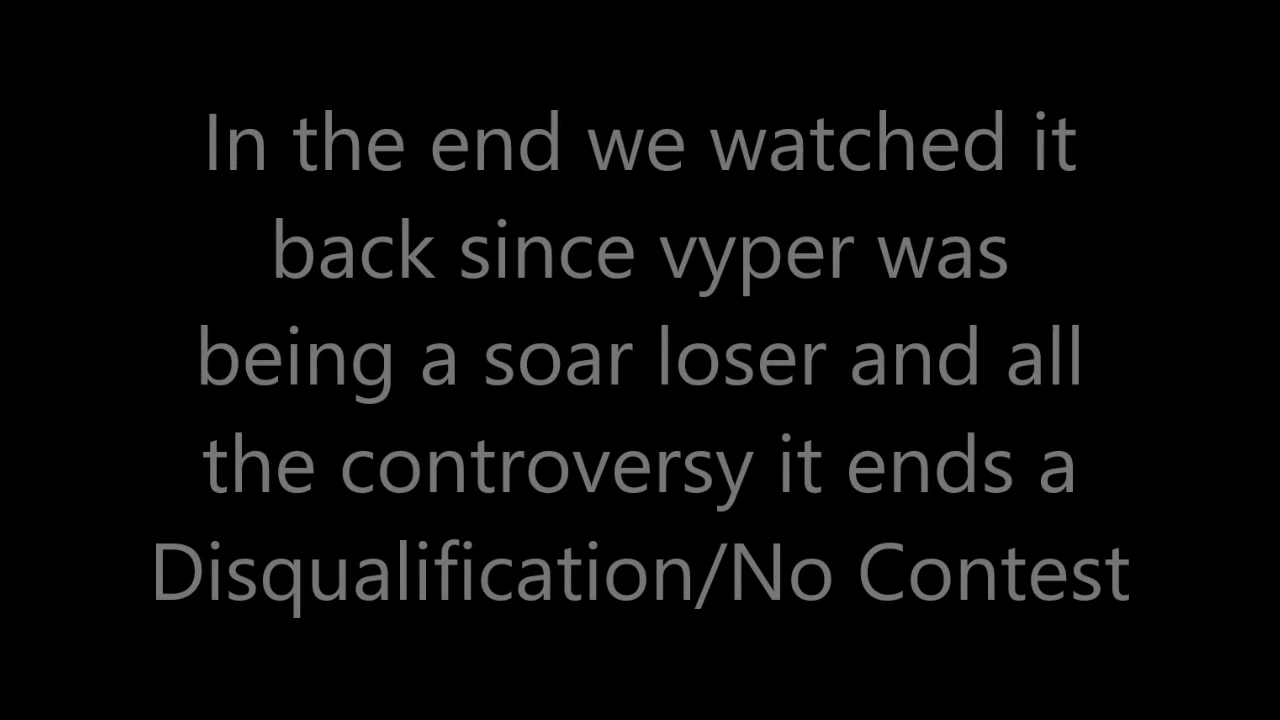 In the end we watched it
back since vyper was
being a soar loser and all
the controversy it ends a
Disqualification/No Contest